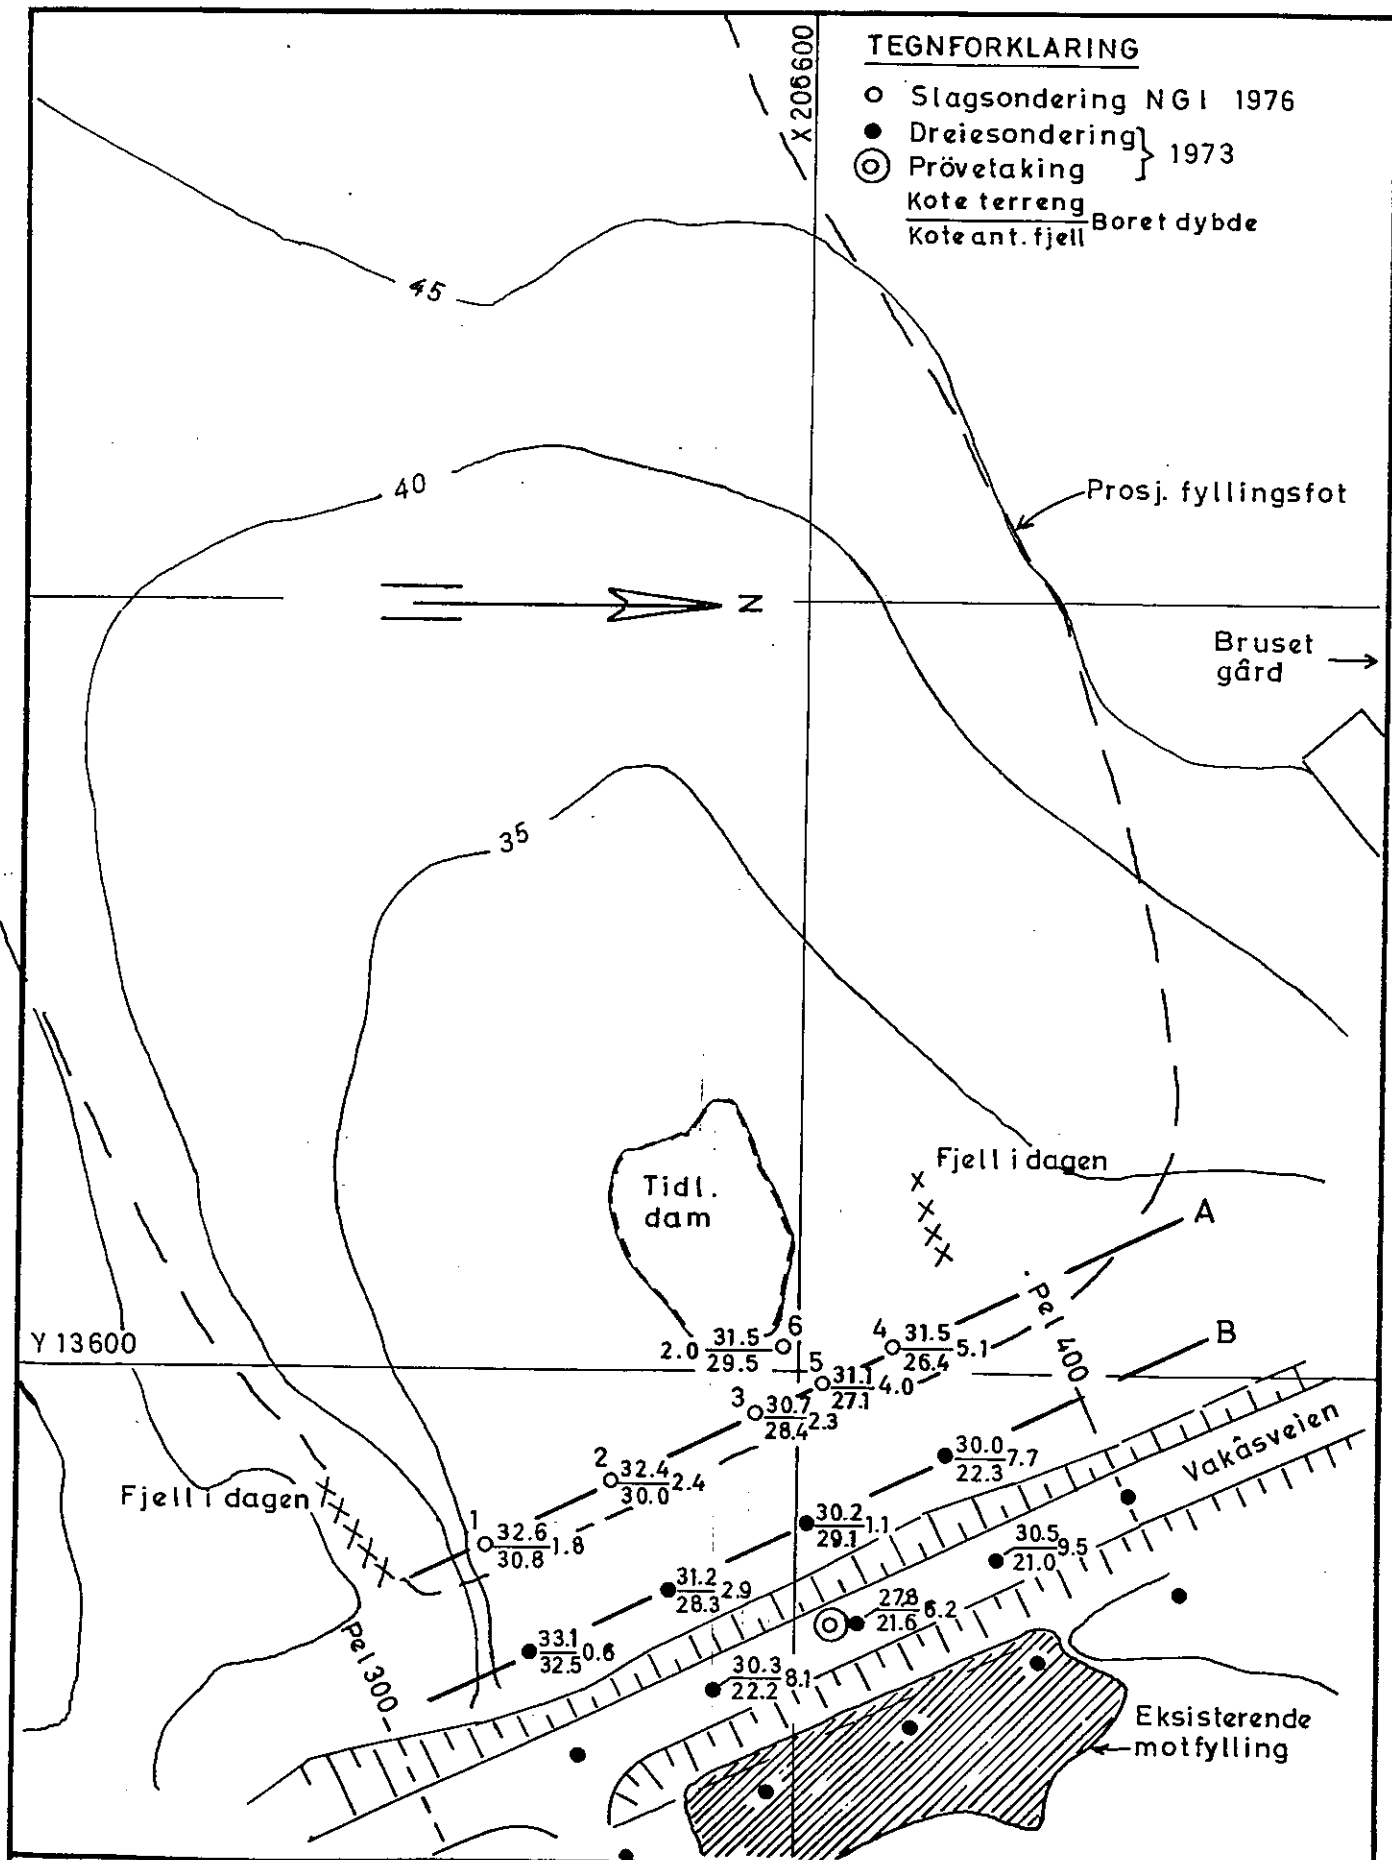 TEGNFORKLARING
Slagsondering NGI 1976
Dreiesondering
Prövetaking
} 1973
Kote terreng
Kote ant. fjell
Boret dybde
X 206600
45
40
Prosj. fyllingsfot
N
Bruset
gård
35
Fjell i dagen
Tidl.
dam
A
Y 13600
B
Pel 400
6
31.5
2.0
29.5
4
31.5
26.4
5.1
5
31.1
27.1
4.0
3
30.7
28.4
2.3
2
32.4
30.0
2.4
1
32.6
30.8
1.8
Fjell i dagen
30.0
22.3
7.7
30.2
29.1
1.1
31.2
28.3
2.9
33.1
32.5
0.6
Vakåsveien
30.5
21.0
9.5
27.8
21.6
6.2
30.3
22.2
8.1
Pel 300
Eksisterende
motfylling